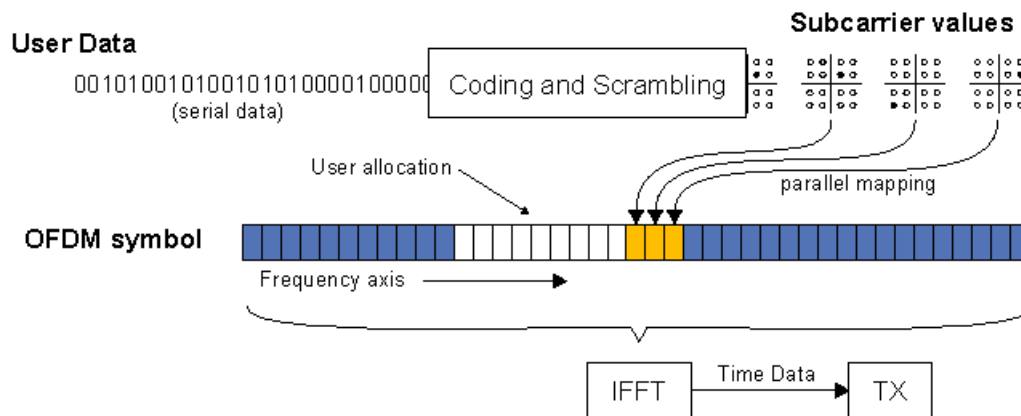 Subcarrier values
User Data
001010010100101010000100000
Coding and Scrambling
(serial data)
User allocation
parallel mapping
OFDM symbol
Frequency axis
IFFT
Time Data
TX